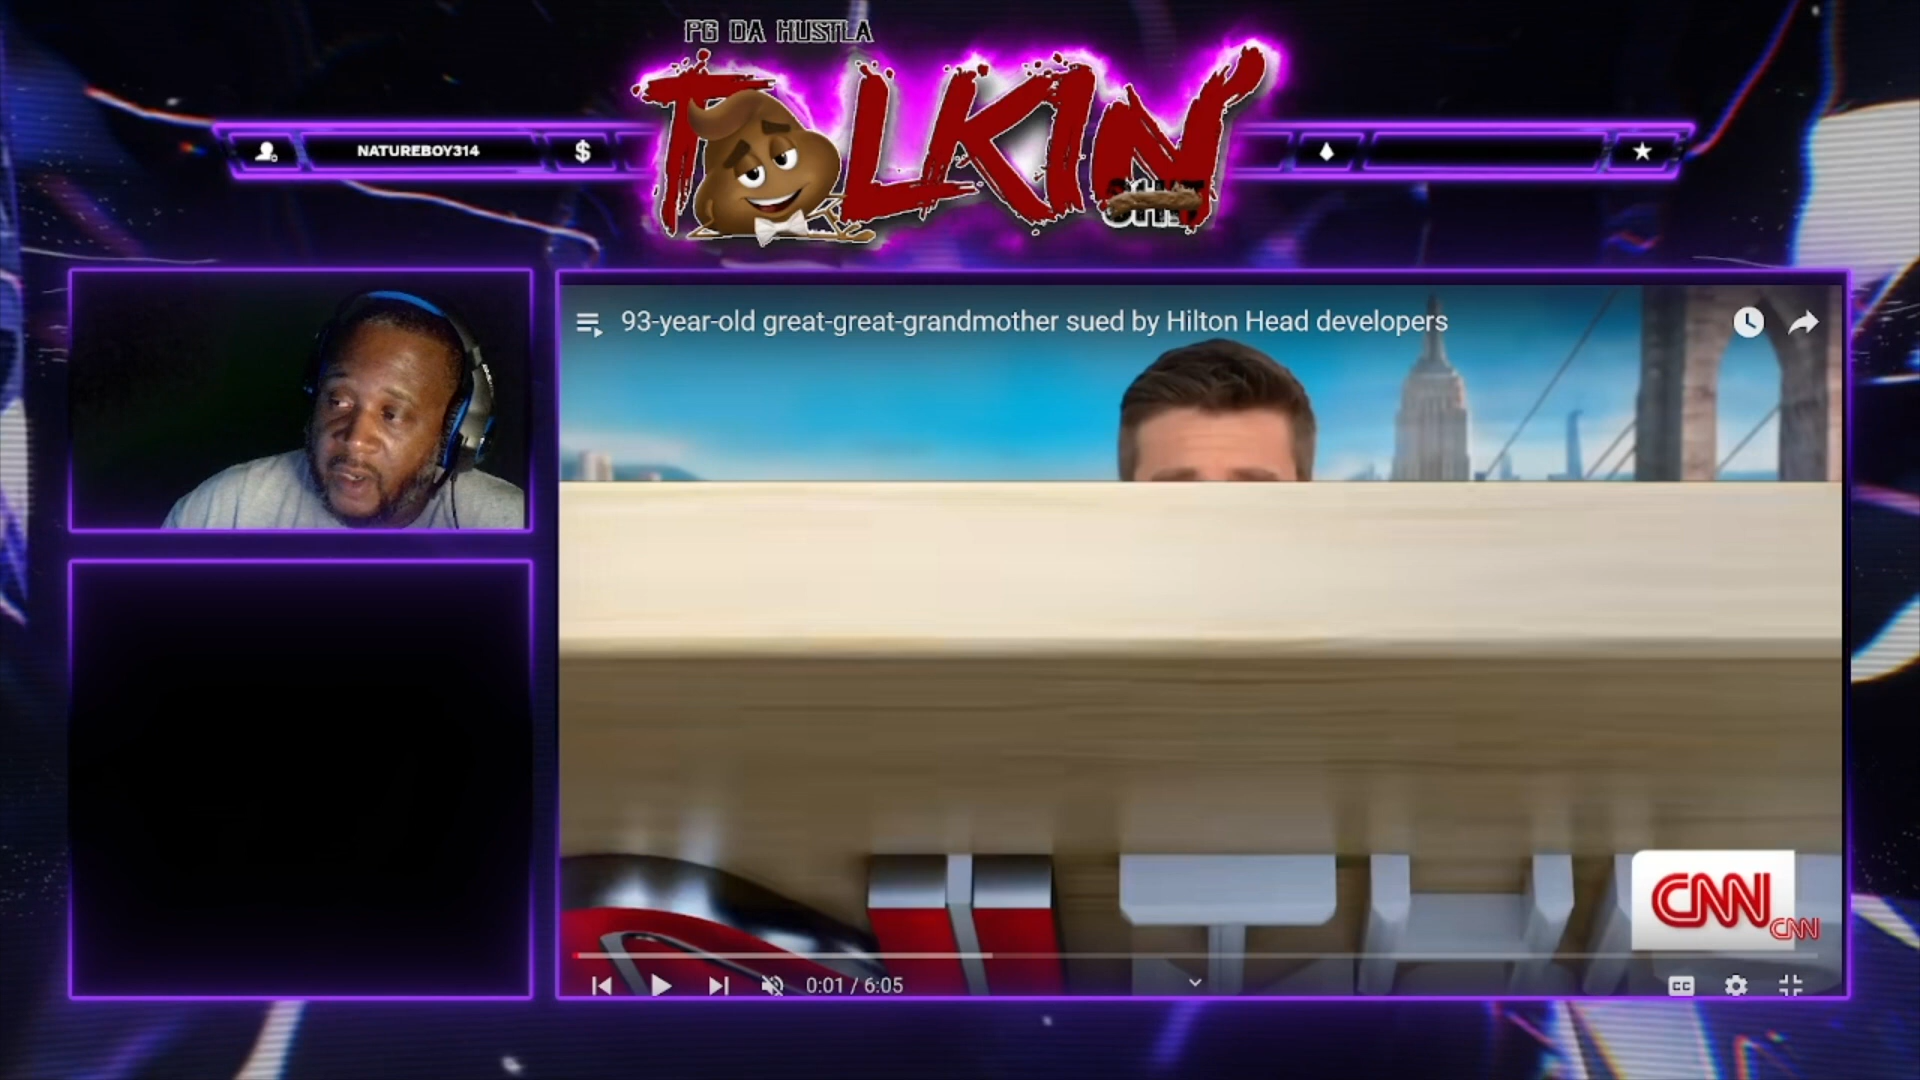 PG DA HUSTLA
TALKIN
SHIT
NATUREBOY314
$
93-year-old great-great-grandmother sued by Hilton Head developers
CNN
CNN
0:01 / 6:05
CC